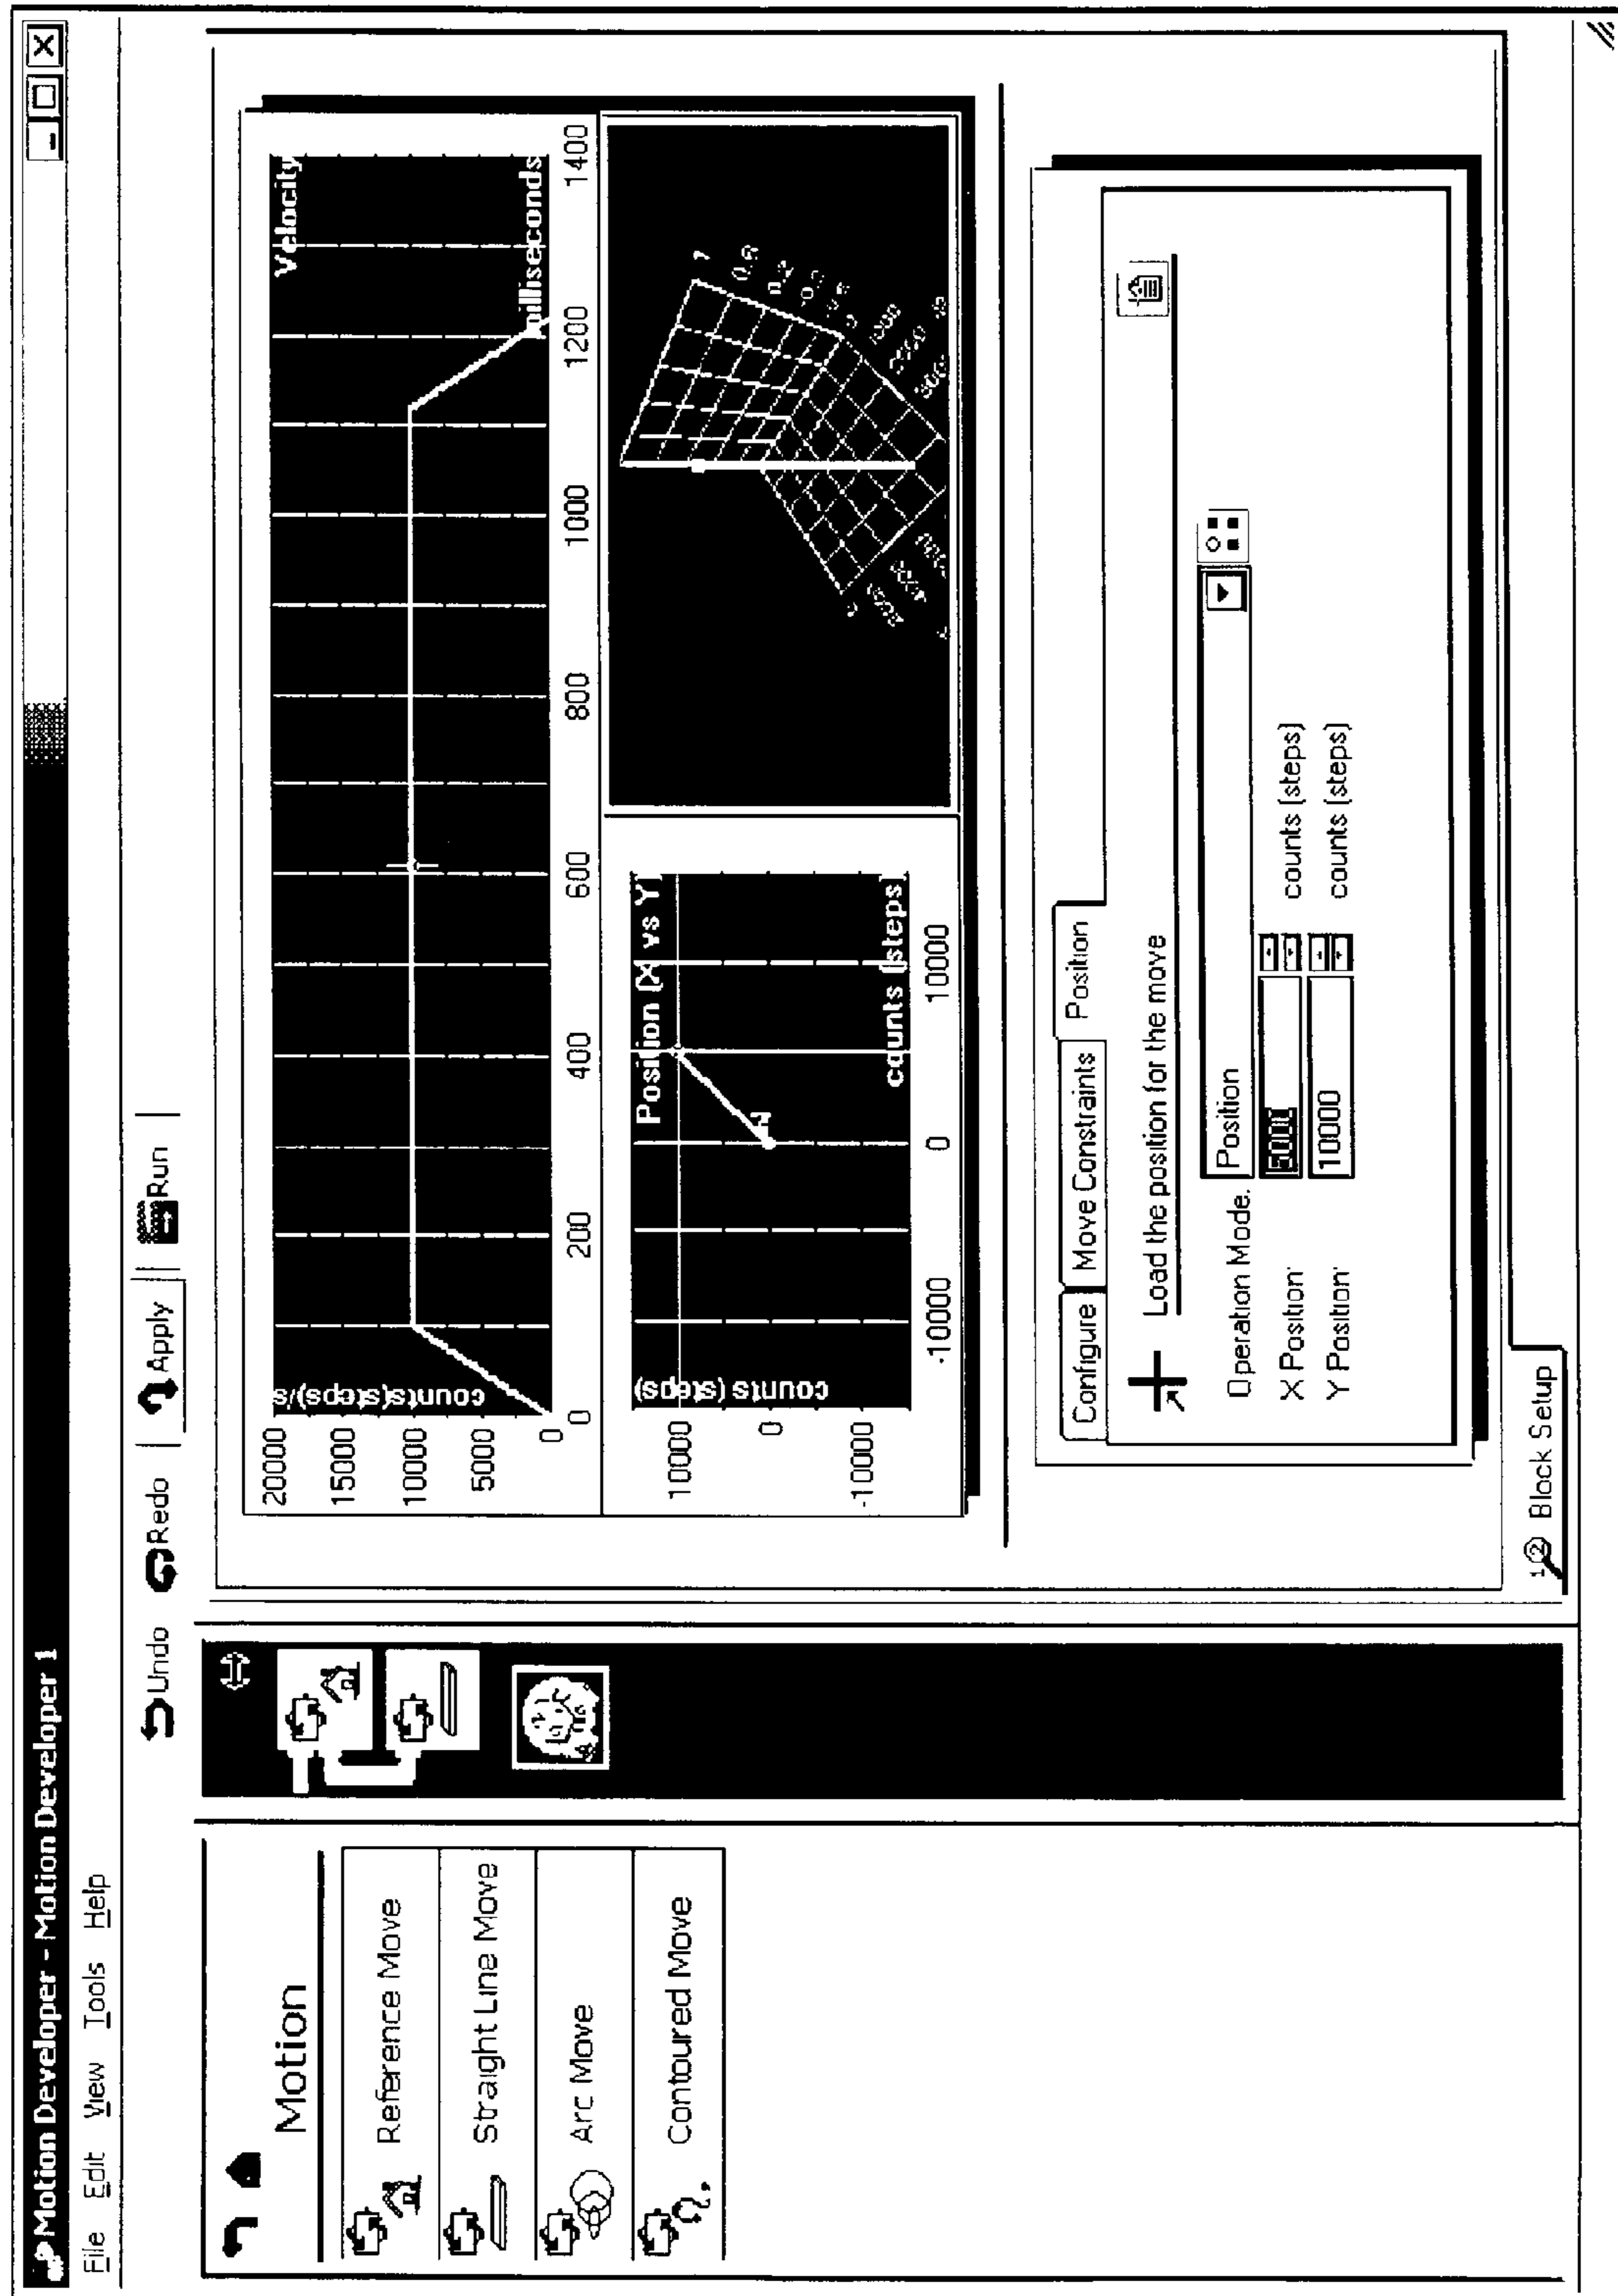 Motion Developer - Motion Developer 1
File Edit View Tools Help
Undo Redo Apply Run
Motion
Reference Move
Straight Line Move
Arc Move
Contoured Move
Velocity
counts(steps)/s
20000
15000
10000
5000
0
milliseconds
0 200 400 600 800 1000 1200 1400
Position (X vs Y)
counts (steps)
10000
0
-10000
counts (steps
-10000 0 10000
Configure Move Constraints Position
Load the position for the move
Operation Mode: Position
X Position: counts (steps)
Y Position: 10000 counts (steps)
Block Setup